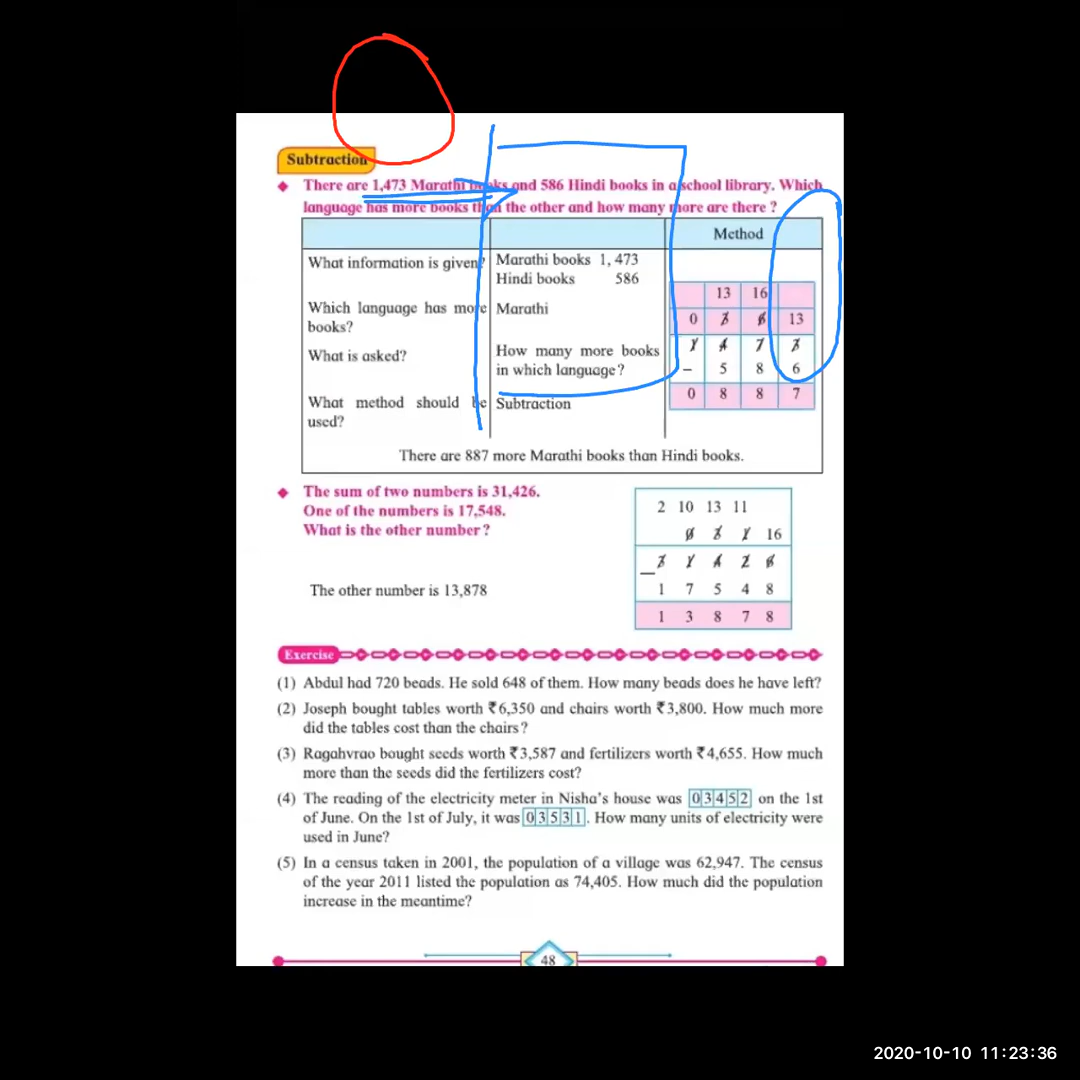 Subtraction
There are 1,473 Marathi books and 586 Hindi books in a school library. Which
language has more books than the other and how many more are there ?
Method
What information is given?
Marathi books 1, 473
Hindi books 586
13 16
Which language has more
books?
Marathi
0 3 6 13
1 4 7 3
What is asked?
How many more books
in which language ?
– 5 8 6
0 8 8 7
What method should be
used?
Subtraction
There are 887 more Marathi books than Hindi books.
The sum of two numbers is 31,426.
One of the numbers is 17,548.
What is the other number ?
2 10 13 11
0 3 1 16
3 1 4 2 6
The other number is 13,878
– 1 7 5 4 8
1 3 8 7 8
Exercise
(1) Abdul had 720 beads. He sold 648 of them. How many beads does he have left?
(2) Joseph bought tables worth ₹6,350 and chairs worth ₹3,800. How much more
did the tables cost than the chairs ?
(3) Ragahvrao bought seeds worth ₹3,587 and fertilizers worth ₹4,655. How much
more than the seeds did the fertilizers cost?
(4) The reading of the electricity meter in Nisha's house was 0 3 4 5 2 on the 1st
of June. On the 1st of July, it was 0 3 5 3 1. How many units of electricity were
used in June?
(5) In a census taken in 2001, the population of a village was 62,947. The census
of the year 2011 listed the population as 74,405. How much did the population
increase in the meantime?
48
2020-10-10 11:23:36